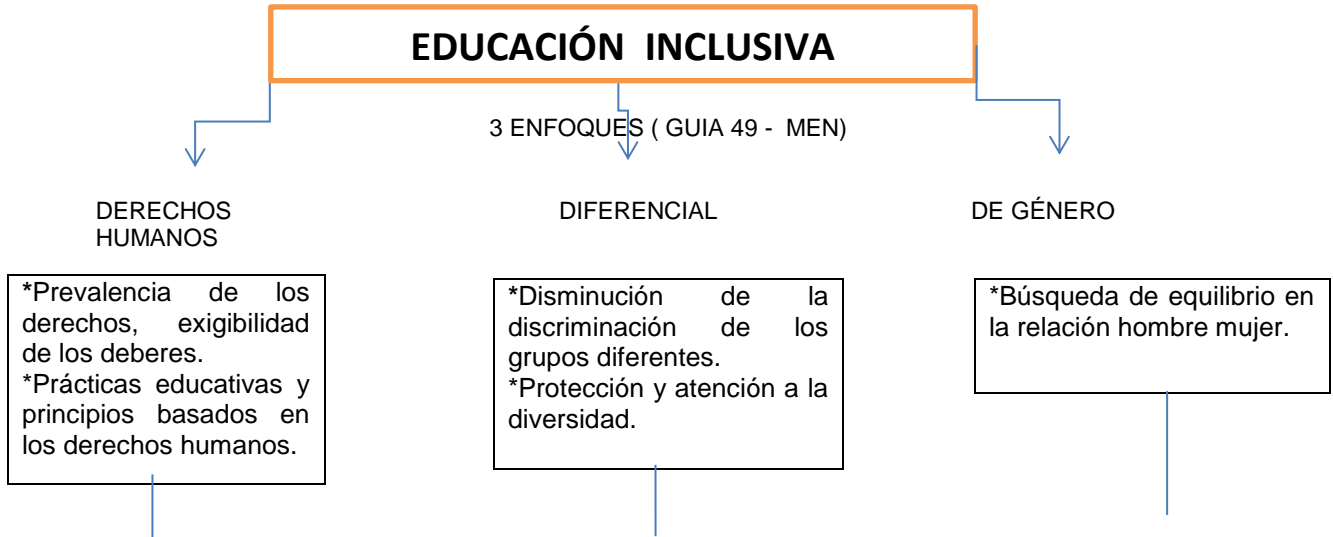 EDUCACIÓN INCLUSIVA
3 ENFOQUES ( GUIA 49 - MEN)
DERECHOS
HUMANOS
*Prevalencia de los
derechos, exigibilidad
de los deberes.
*Prácticas educativas y
principios basados en
los derechos humanos.
DIFERENCIAL
*Disminución de la
discriminación de los
grupos diferentes.
*Protección y atención a la
diversidad.
DE GÉNERO
*Búsqueda de equilibrio en
la relación hombre mujer.